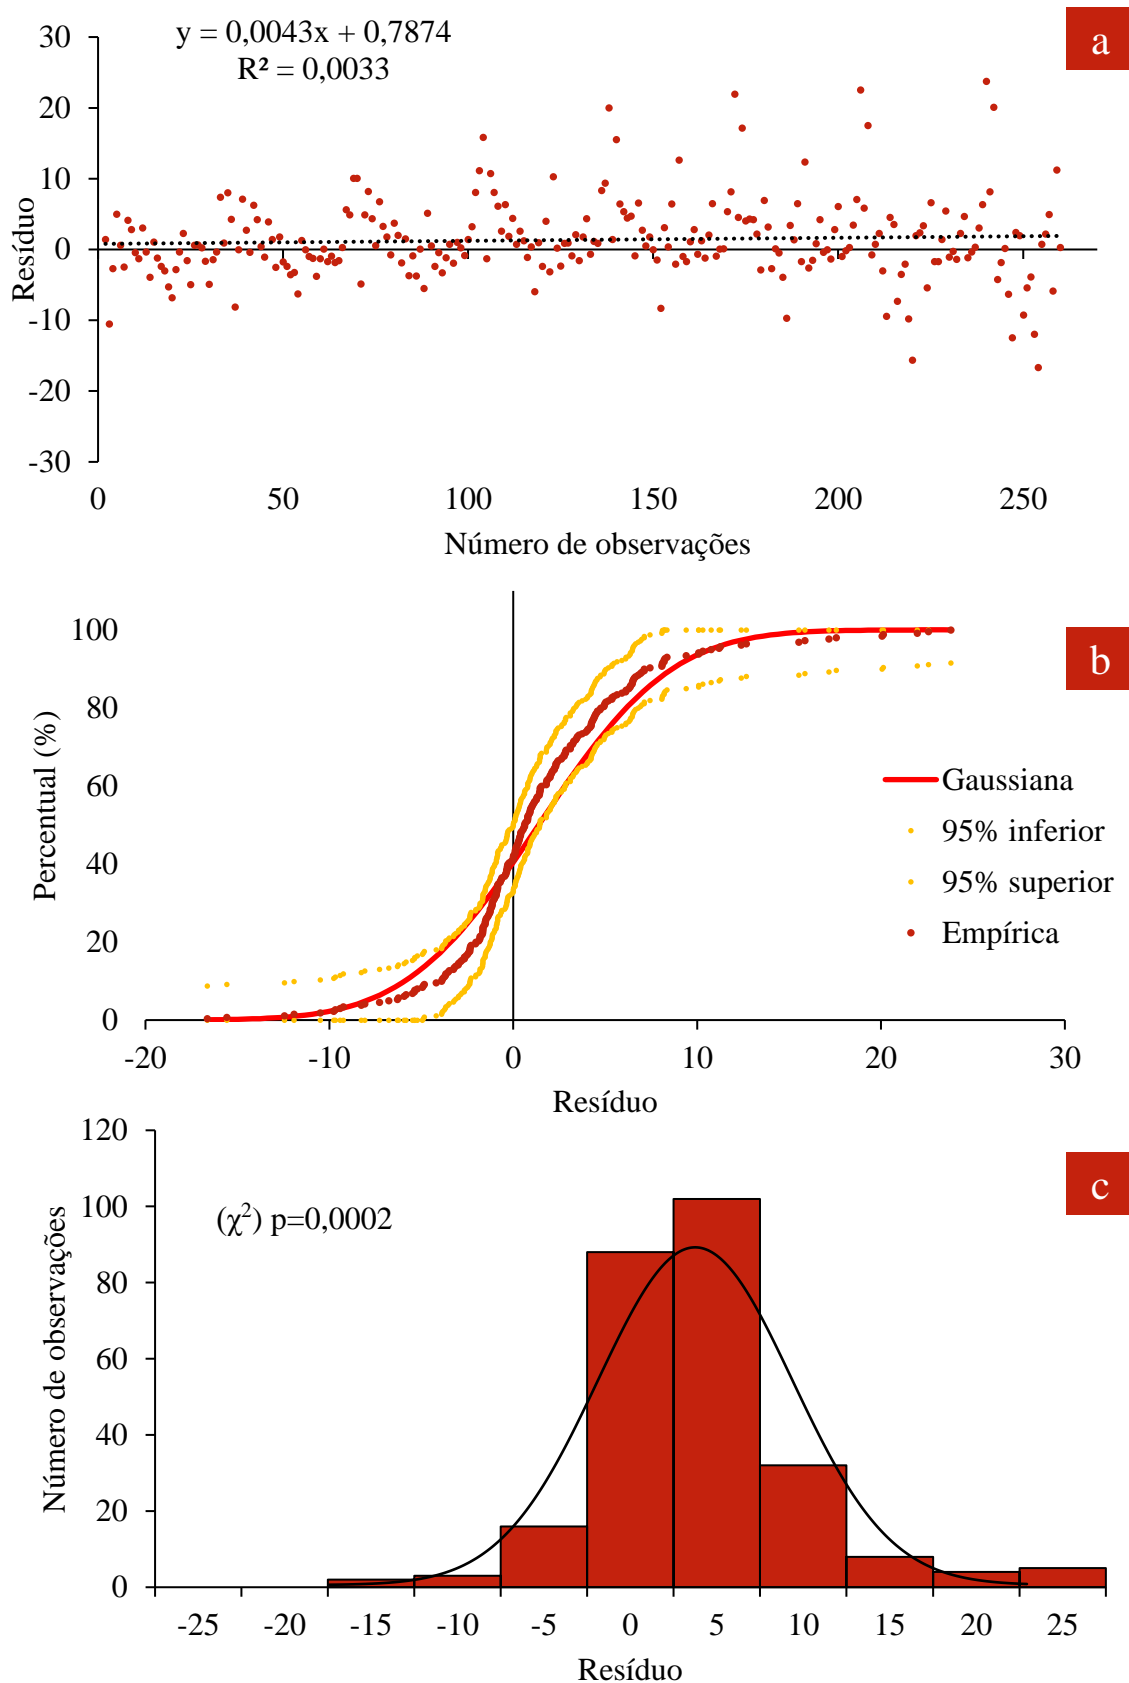 y = 0,0043x + 0,7874
R² = 0,0033
a
30
20
10
0
-10
-20
-30
Resíduo
0 50 100 150 200 250
Número de observações
b
100
80
60
40
20
0
Percentual (%)
Gaussiana
95% inferior
95% superior
Empírica
-20 -10 0 10 20 30
Resíduo
c
120
100
80
60
40
20
0
Número de observações
(χ²) p=0,0002
-25 -20 -15 -10 -5 0 5 10 15 20 25
Resíduo